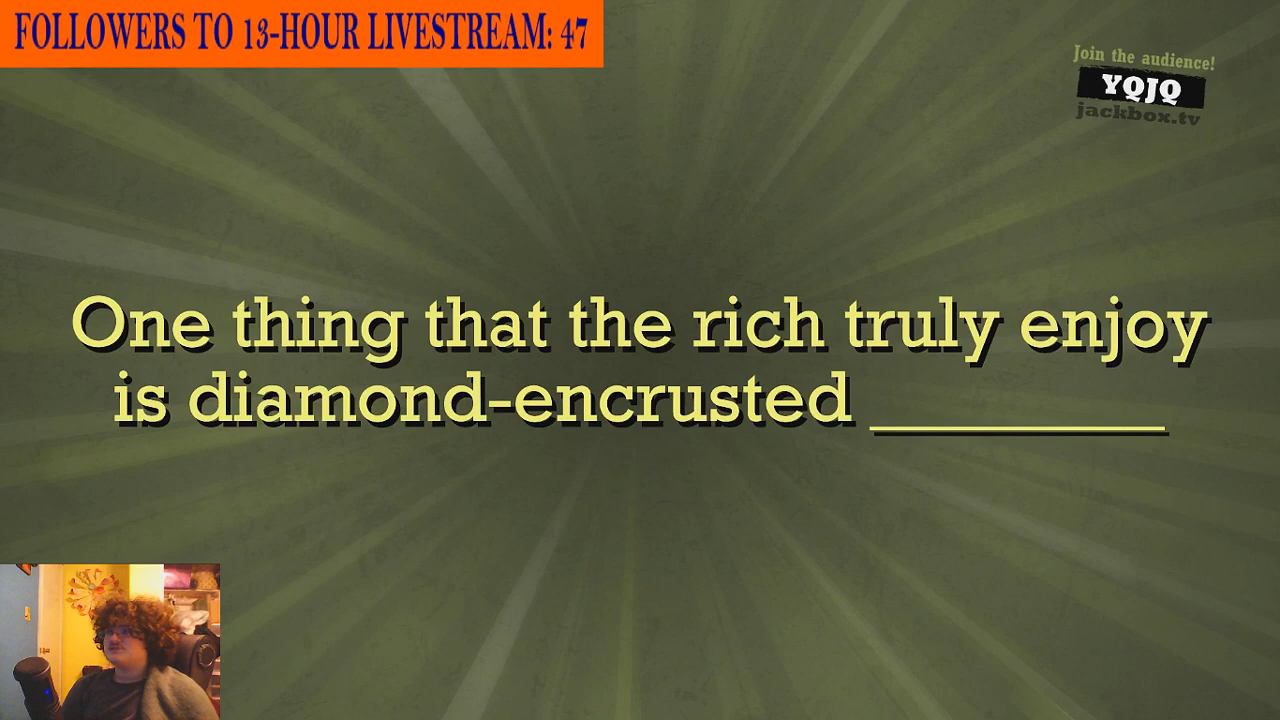 FOLLOWERS TO 13-HOUR LIVESTREAM: 47
Join the audience!
YQJQ
jackbox.tv
One thing that the rich truly enjoy
is diamond-encrusted ________